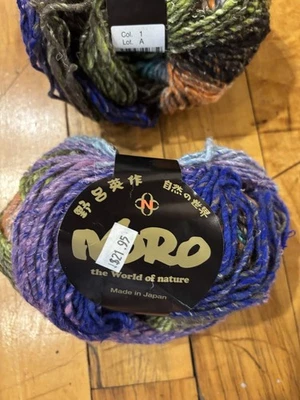 Col. 1
Lot. A
野呂英作
自然の世界
N
NORO
the World of nature
Made in Japan
$21.95